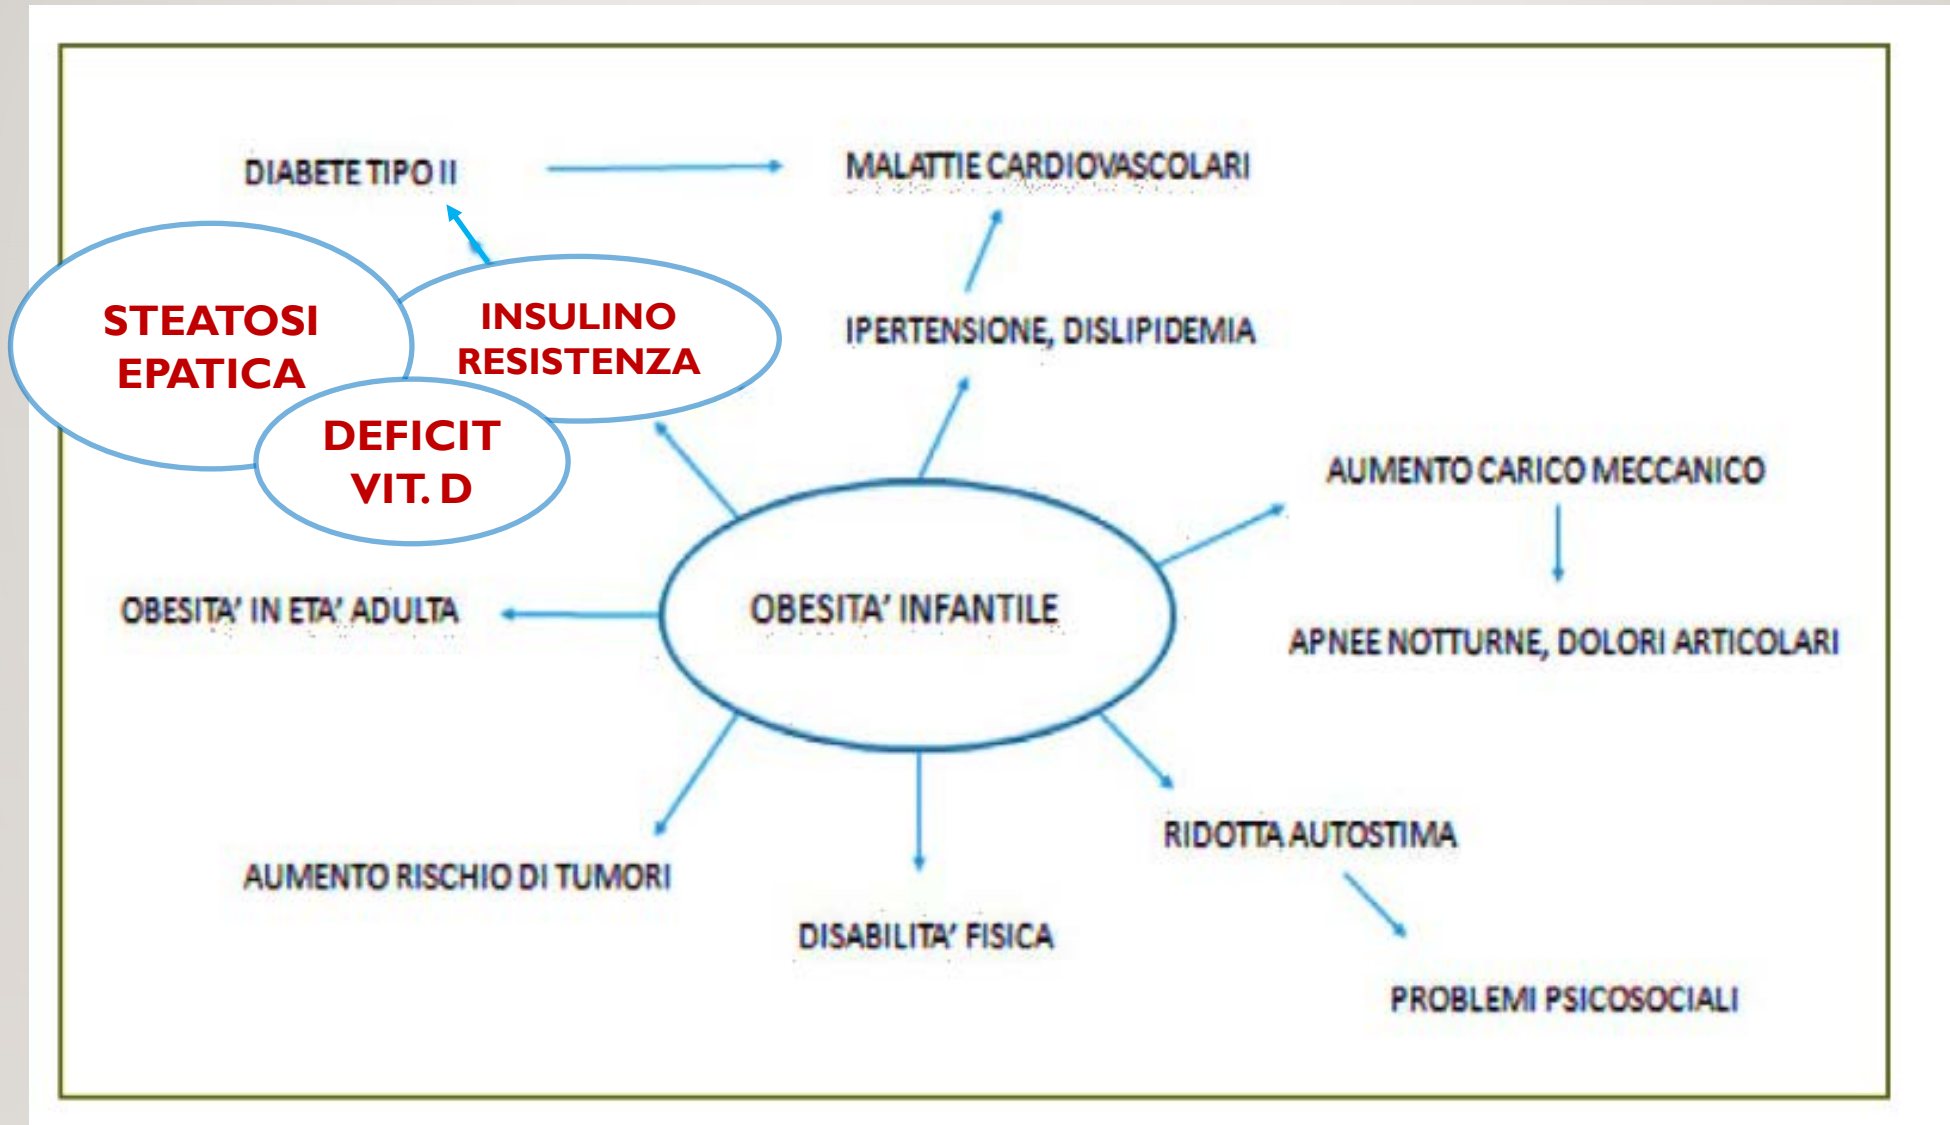 DIABETE TIPO II
MALATTIE CARDIOVASCOLARI
STEATOSI
EPATICA
INSULINO
RESISTENZA
DEFICIT
VIT. D
IPERTENSIONE, DISLIPIDEMIA
AUMENTO CARICO MECCANICO
OBESITA’ IN ETA’ ADULTA
OBESITA’ INFANTILE
APNEE NOTTURNE, DOLORI ARTICOLARI
RIDOTTA AUTOSTIMA
AUMENTO RISCHIO DI TUMORI
DISABILITA’ FISICA
PROBLEMI PSICOSOCIALI